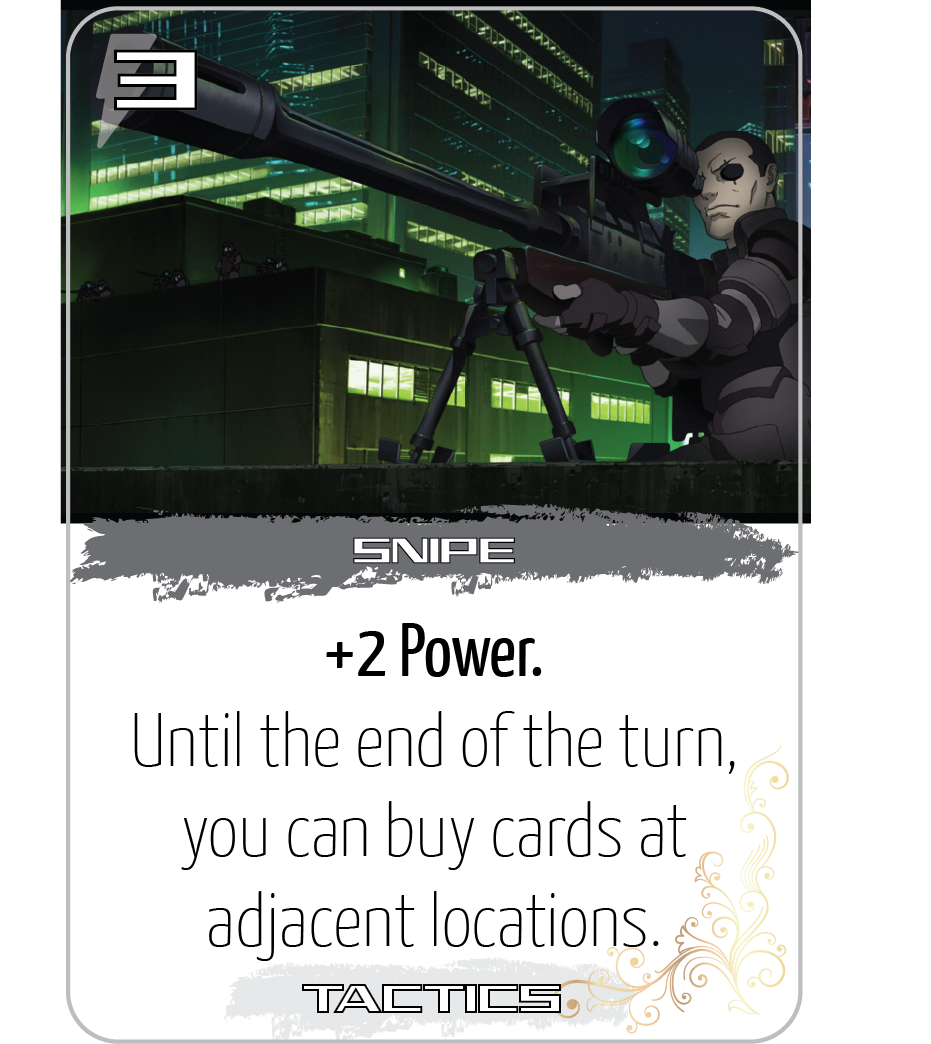 3
SNIPE
+2 Power.
Until the end of the turn,
you can buy cards at
adjacent locations.
TACTICS